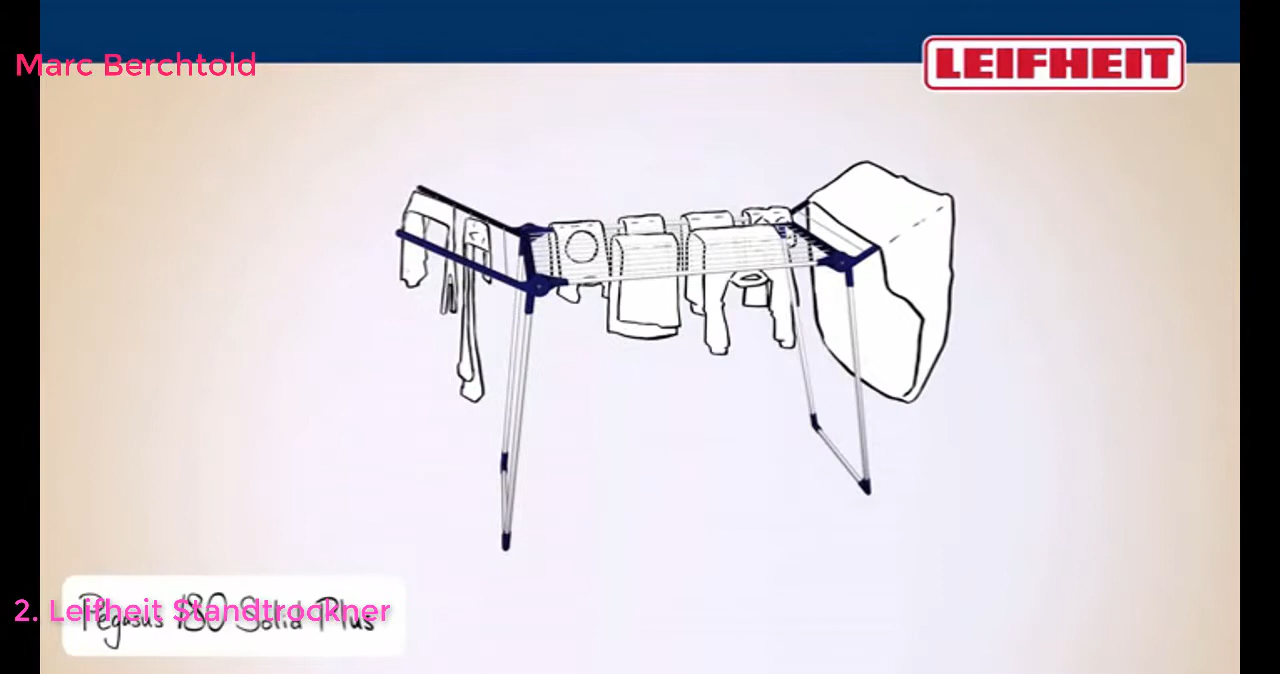 Marc Berchtold
LEIFHEIT
2. Leifheit Standtrockner
Pegasus 180 Solid Plus